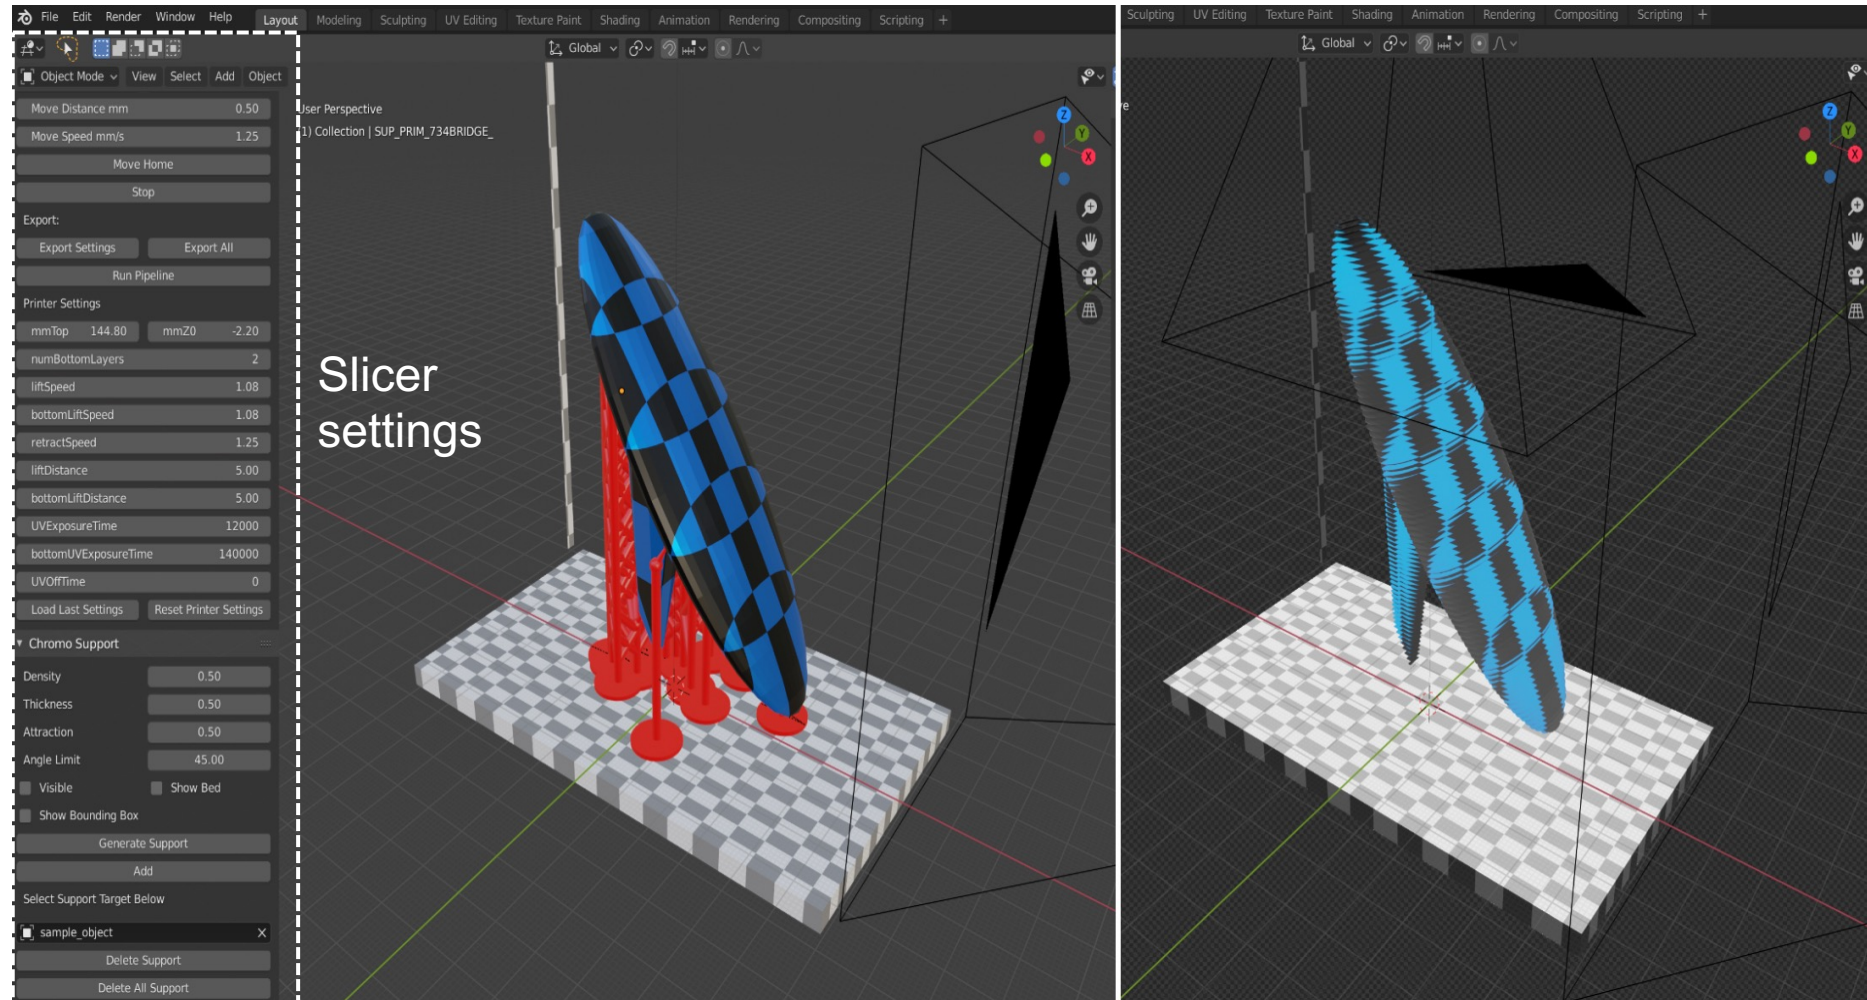 File Edit Render Window Help Layout Modeling Sculpting UV Editing Texture Paint Shading Animation Rendering Compositing Scripting +
Global
Object Mode View Select Add Object
Move Distance mm 0.50
Move Speed mm/s 1.25
Move Home
Stop
Export:
Export Settings Export All
Run Pipeline
Printer Settings
mmTop 144.80 mmZ0 -2.20
numBottomLayers 2
liftSpeed 1.08
bottomLiftSpeed 1.08
retractSpeed 1.25
liftDistance 5.00
bottomLiftDistance 5.00
UVExposureTime 12000
bottomUVExposureTime 140000
UVOffTime 0
Load Last Settings Reset Printer Settings
Chromo Support
Density 0.50
Thickness 0.50
Attraction 0.50
Angle Limit 45.00
Visible Show Bed
Show Bounding Box
Generate Support
Add
Select Support Target Below
sample_object X
Delete Support
Delete All Support
User Perspective
1) Collection | SUP_PRIM_734BRIDGE_
Z
Y
X
Slicer
settings
Sculpting UV Editing Texture Paint Shading Animation Rendering Compositing Scripting +
Global
e
Z
Y
X